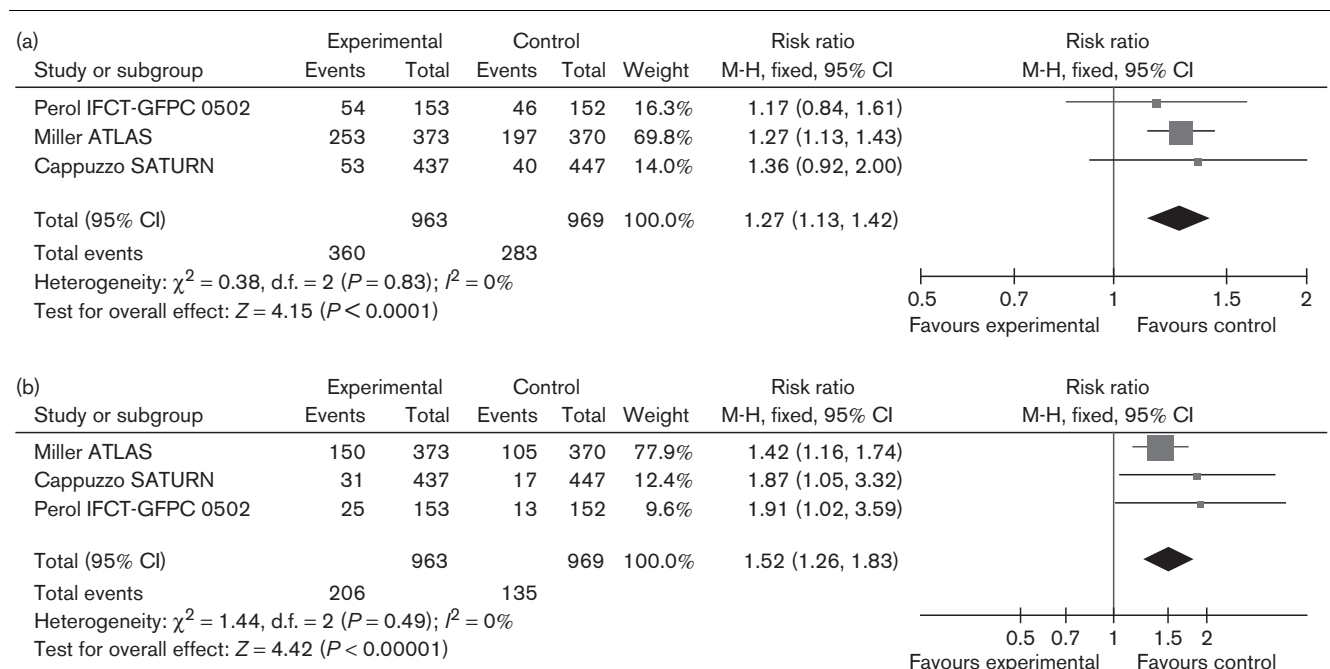 (a) Experimental Control Risk ratio Risk ratio
Study or subgroup Events Total Events Total Weight M-H, fixed, 95% CI M-H, fixed, 95% CI
Perol IFCT-GFPC 0502 54 153 46 152 16.3% 1.17 (0.84, 1.61)
Miller ATLAS 253 373 197 370 69.8% 1.27 (1.13, 1.43)
Cappuzzo SATURN 53 437 40 447 14.0% 1.36 (0.92, 2.00)
Total (95% CI) 963 969 100.0% 1.27 (1.13, 1.42)
Total events 360 283
Heterogeneity: χ² = 0.38, d.f. = 2 (P = 0.83); I² = 0%
Test for overall effect: Z = 4.15 (P < 0.0001)
0.5 0.7 1 1.5 2
Favours experimental Favours control
(b) Experimental Control Risk ratio Risk ratio
Study or subgroup Events Total Events Total Weight M-H, fixed, 95% CI M-H, fixed, 95% CI
Miller ATLAS 150 373 105 370 77.9% 1.42 (1.16, 1.74)
Cappuzzo SATURN 31 437 17 447 12.4% 1.87 (1.05, 3.32)
Perol IFCT-GFPC 0502 25 153 13 152 9.6% 1.91 (1.02, 3.59)
Total (95% CI) 963 969 100.0% 1.52 (1.26, 1.83)
Total events 206 135
Heterogeneity: χ² = 1.44, d.f. = 2 (P = 0.49); I² = 0%
Test for overall effect: Z = 4.42 (P < 0.00001)
0.5 0.7 1 1.5 2
Favours experimental Favours control